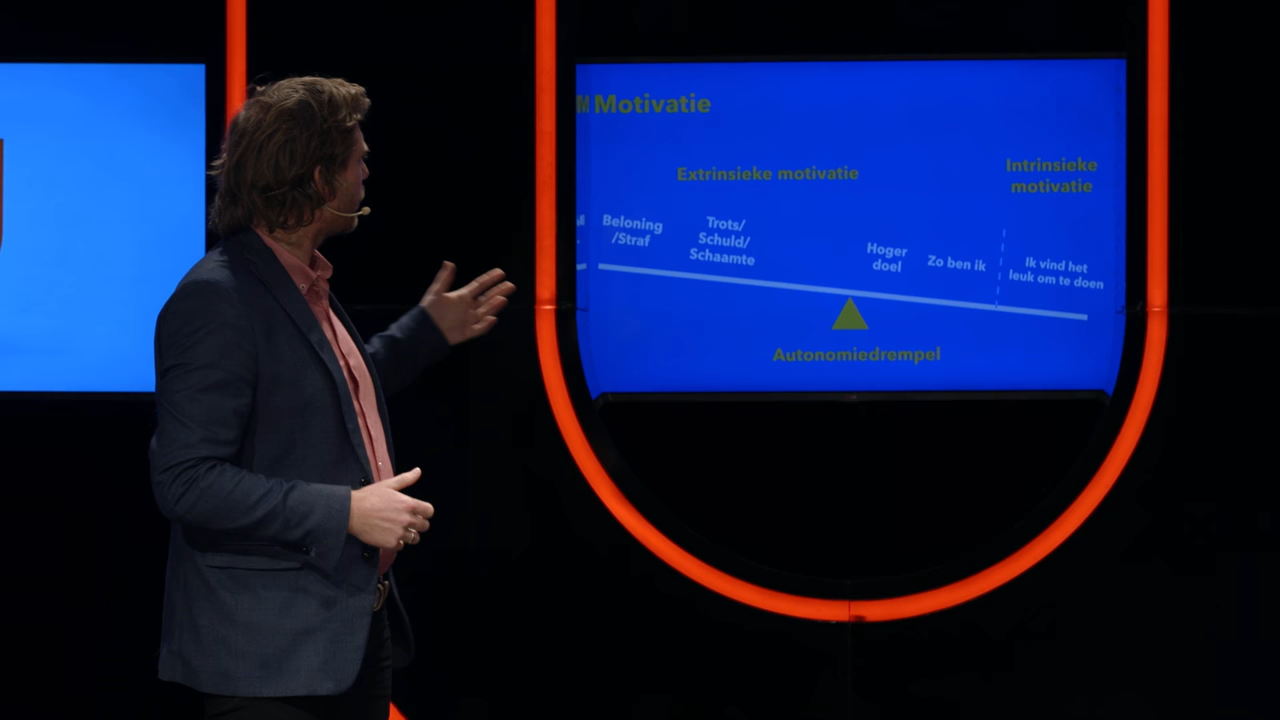 Motivatie
Extrinsieke motivatie
Intrinsieke
motivatie
Beloning
/Straf
Trots/
Schuld/
Schaamte
Hoger
doel
Zo ben ik
Ik vind het
leuk om te doen
Autonomiedrempel